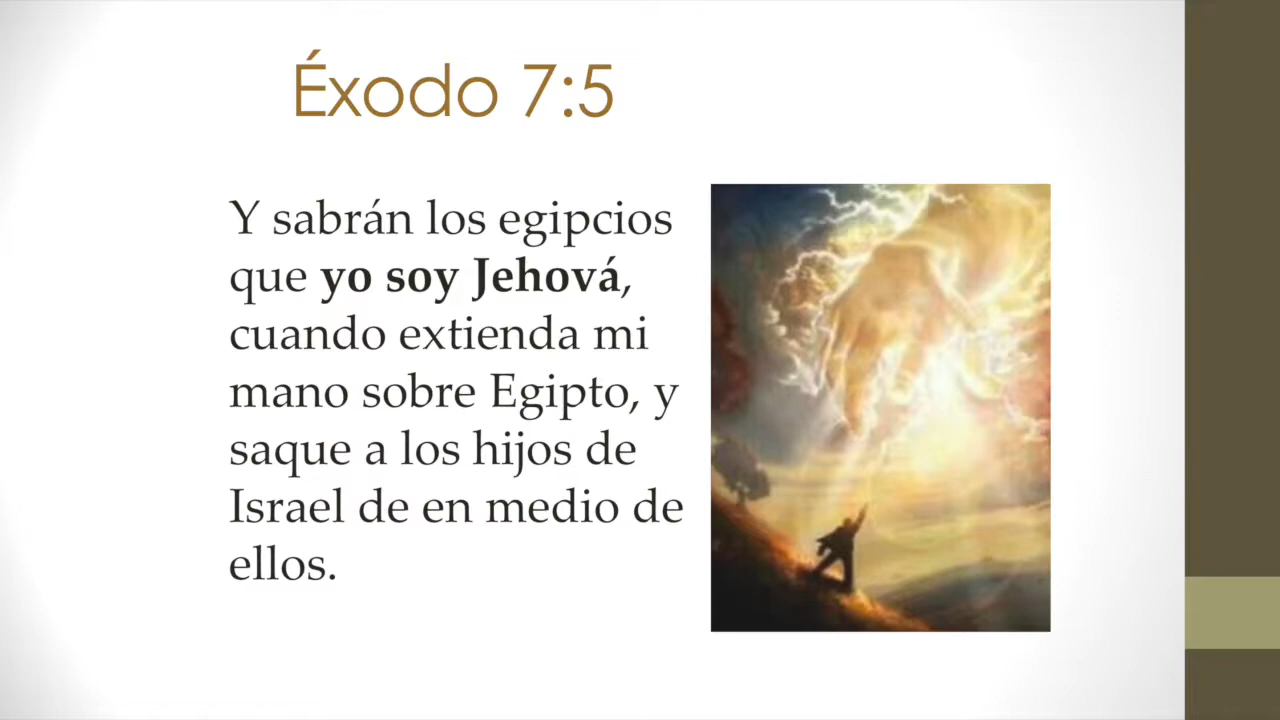 Éxodo 7:5
Y sabrán los egipcios
que yo soy Jehová,
cuando extienda mi
mano sobre Egipto, y
saque a los hijos de
Israel de en medio de
ellos.